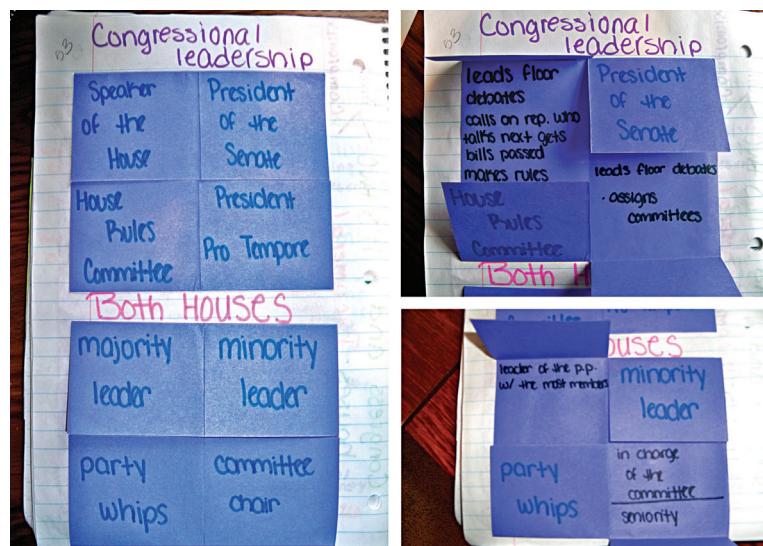 53
Congressional
leadership
Speaker
of the
House
President
of the
Senate
House
Rules
Committee
President
Pro Tempore
Both Houses
majority
leader
minority
leader
party
whips
committee
chair
53
Congressional
leadership
leads floor
debates
calls on rep. who
talks next gets
bills passed
makes rules
President
of the
Senate
House
Rules
Committee
leads floor debates
· assigns
committees
Both H
Committee
ouses
leader of the p.p.
w/ the most members
minority
leader
party
whips
in charge
of the
committee
seniority